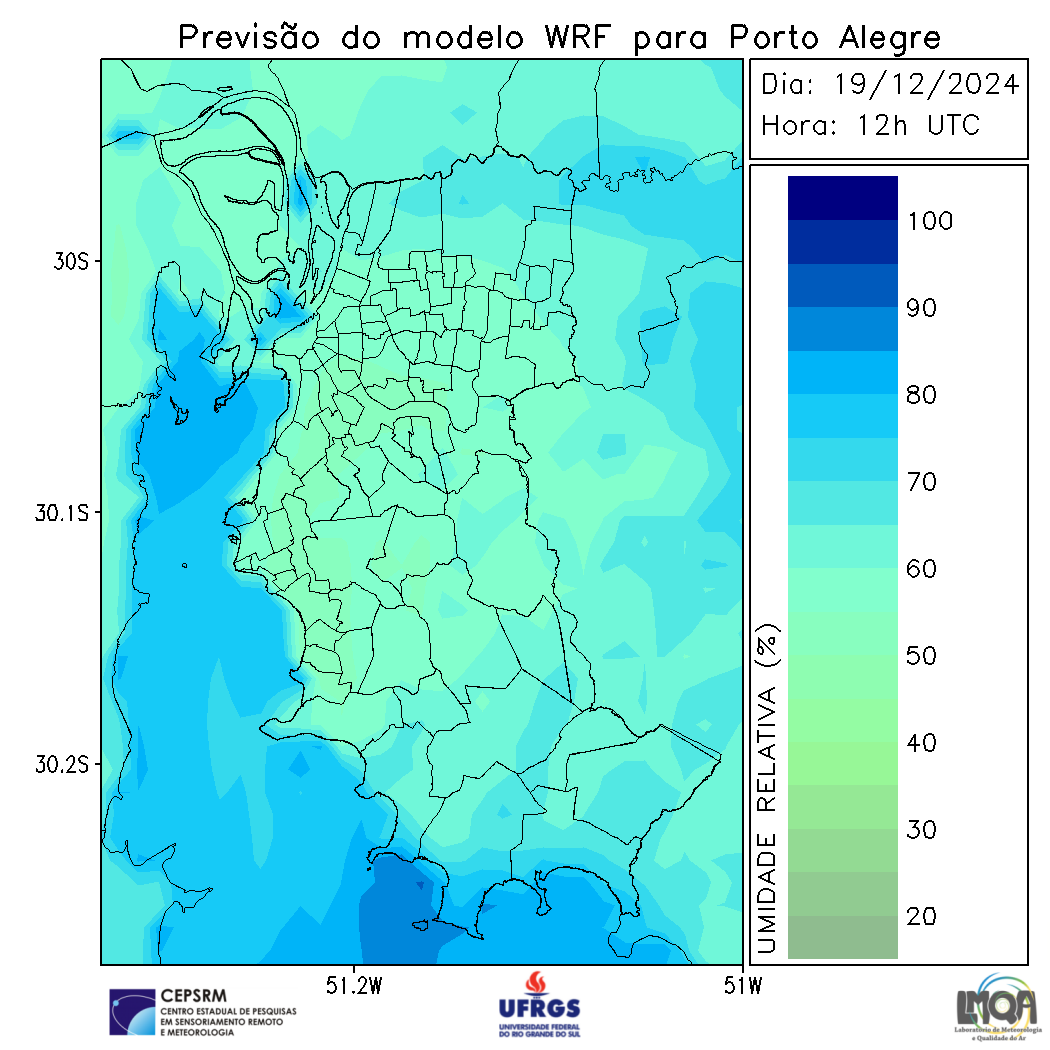 Previsão do modelo WRF para Porto Alegre
Dia: 19/12/2024
Hora: 12h UTC
100
90
80
70
60
50
40
30
20
UMIDADE RELATIVA (%)
30S
30.1S
30.2S
51.2W
51W
CEPSRM
CENTRO ESTADUAL DE PESQUISAS
EM SENSORIAMENTO REMOTO
E METEOROLOGIA
UFRGS
UNIVERSIDADE FEDERAL
DO RIO GRANDE DO SUL
LMQA
Laboratório de Meteorologia
e Qualidade do Ar